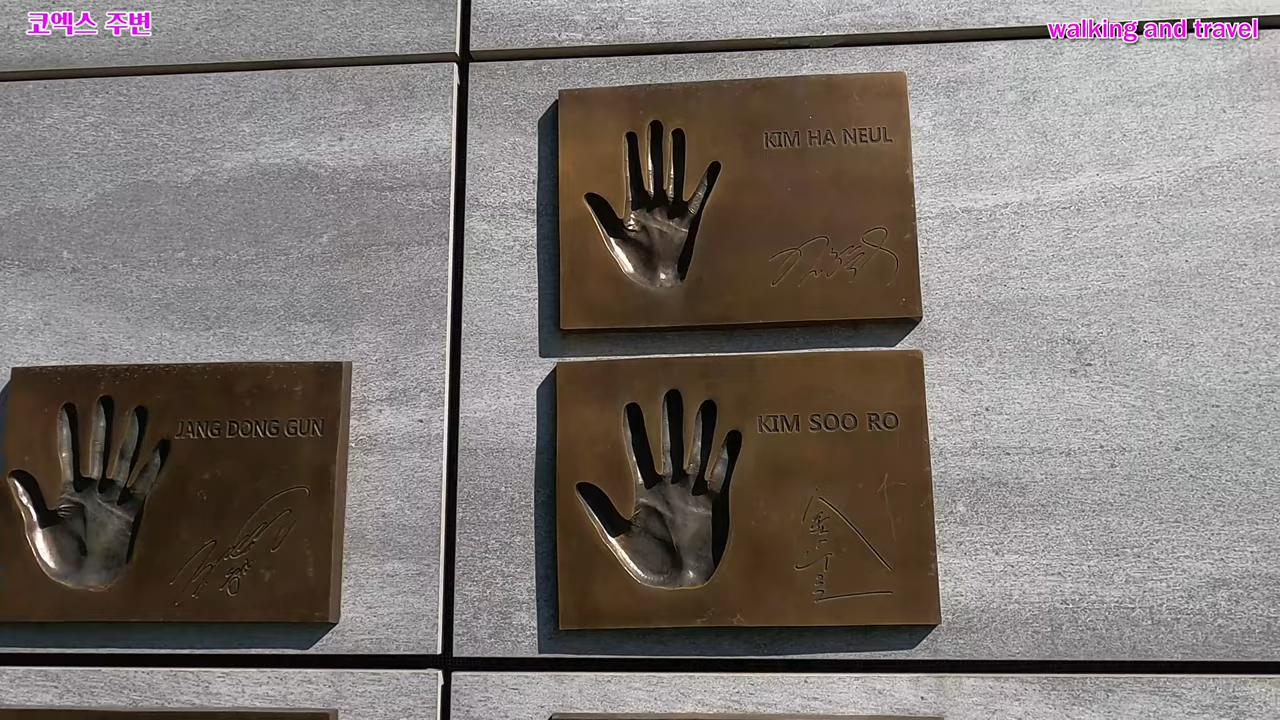 코엑스 주변
walking and travel
KIM HA NEUL
JANG DONG GUN
KIM SOO RO